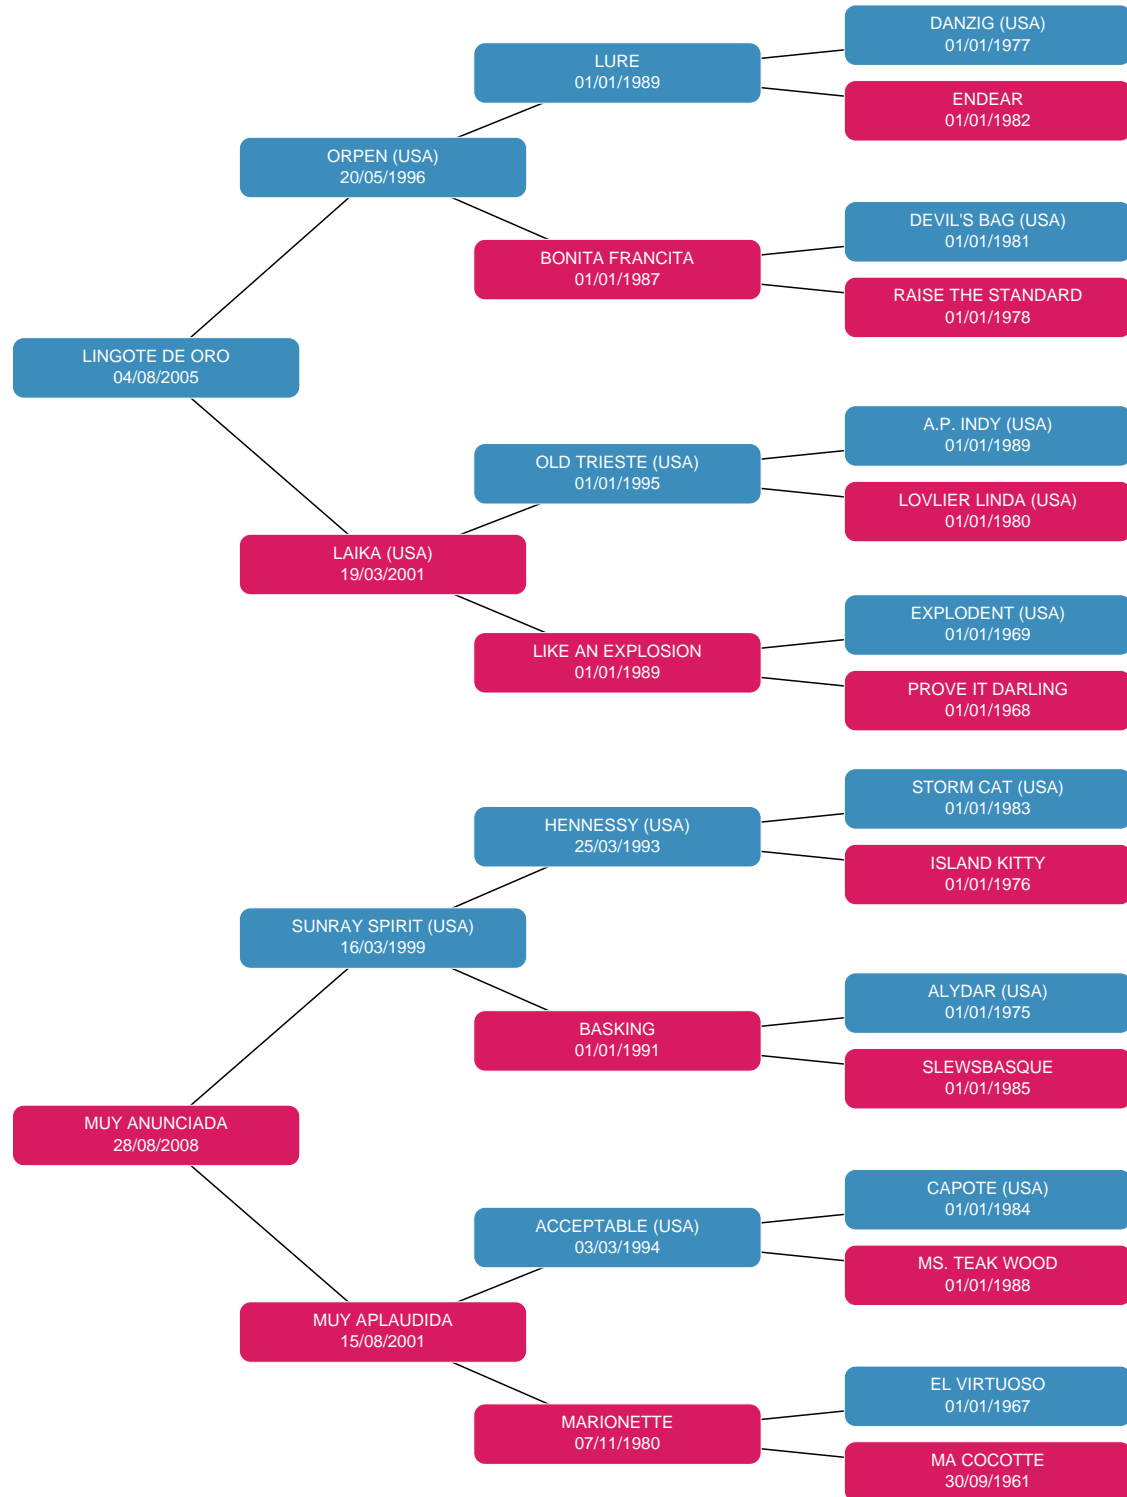 DANZIG (USA)
01/01/1977
LURE
01/01/1989
ENDEAR
01/01/1982
ORPEN (USA)
20/05/1996
DEVIL'S BAG (USA)
01/01/1981
BONITA FRANCITA
01/01/1987
RAISE THE STANDARD
01/01/1978
LINGOTE DE ORO
04/08/2005
A.P. INDY (USA)
01/01/1989
OLD TRIESTE (USA)
01/01/1995
LOVLIER LINDA (USA)
01/01/1980
LAIKA (USA)
19/03/2001
EXPLODENT (USA)
01/01/1969
LIKE AN EXPLOSION
01/01/1989
PROVE IT DARLING
01/01/1968
STORM CAT (USA)
01/01/1983
HENNESSY (USA)
25/03/1993
ISLAND KITTY
01/01/1976
SUNRAY SPIRIT (USA)
16/03/1999
ALYDAR (USA)
01/01/1975
BASKING
01/01/1991
SLEWSBASQUE
01/01/1985
MUY ANUNCIADA
28/08/2008
CAPOTE (USA)
01/01/1984
ACCEPTABLE (USA)
03/03/1994
MS. TEAK WOOD
01/01/1988
MUY APLAUDIDA
15/08/2001
EL VIRTUOSO
01/01/1967
MARIONETTE
07/11/1980
MA COCOTTE
30/09/1961